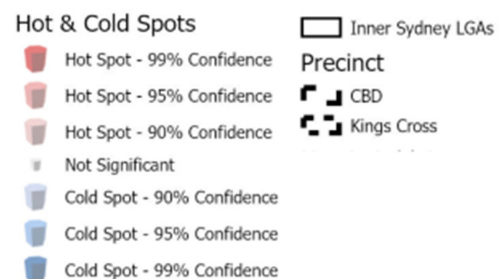 Hot & Cold Spots
Hot Spot - 99% Confidence
Hot Spot - 95% Confidence
Hot Spot - 90% Confidence
Not Significant
Cold Spot - 90% Confidence
Cold Spot - 95% Confidence
Cold Spot - 99% Confidence
Inner Sydney LGAs
Precinct
CBD
Kings Cross